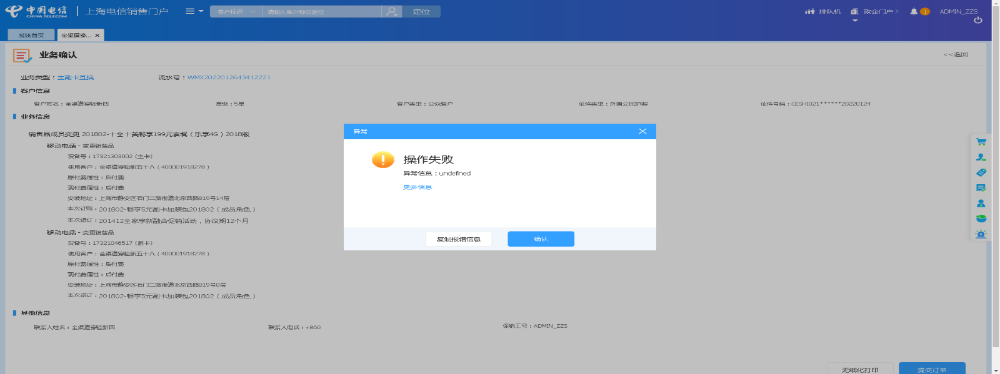 中国电信 CHINA TELECOM 上海电信销售门户 客户标识 请输入客户标识定位 定位 排队机 政企门户 1 ADMIN_ZZS
系统首页 全渠道穿... ×
业务确认 <<返回
业务类型：主副卡互换 流水号：WMX2022012643412221
客户信息
客户姓名：全渠道穿验新四 星级：5星 客户类型：公众客户 证件类型：外国公民护照 证件号码：CESHI021******20220124
业务信息
销售品成员变更 201802-十全十美畅享199元套餐（乐享4G）2018版
移动电话 - 变更销售品
设备号：17321303002 (主卡)
使用客户：全渠道穿验新五十八（400001918278）
原付费属性：后付费
现付费属性：后付费
安装地址：上海市静安区石门二路街道北京西路819号14层
本次订购：201802-畅享5元副卡加装包201802（成员角色）
本次退订：201412全家享新融合促销活动，协议期12个月
移动电话 - 变更销售品
设备号：17321046517 (副卡)
使用客户：全渠道穿验新五十八（400001918278）
原付费属性：后付费
现付费属性：后付费
安装地址：上海市静安区石门二路街道北京西路819号8层
本次退订：201802-畅享5元副卡加装包201802（成员角色）
其他信息
联系人姓名：全渠道穿验新四 联系人电话：+860 促销工号：ADMIN_ZZS
无纸化打印 提交订单
异常
操作失败
异常信息：undefined
更多信息
复制报错信息 确认